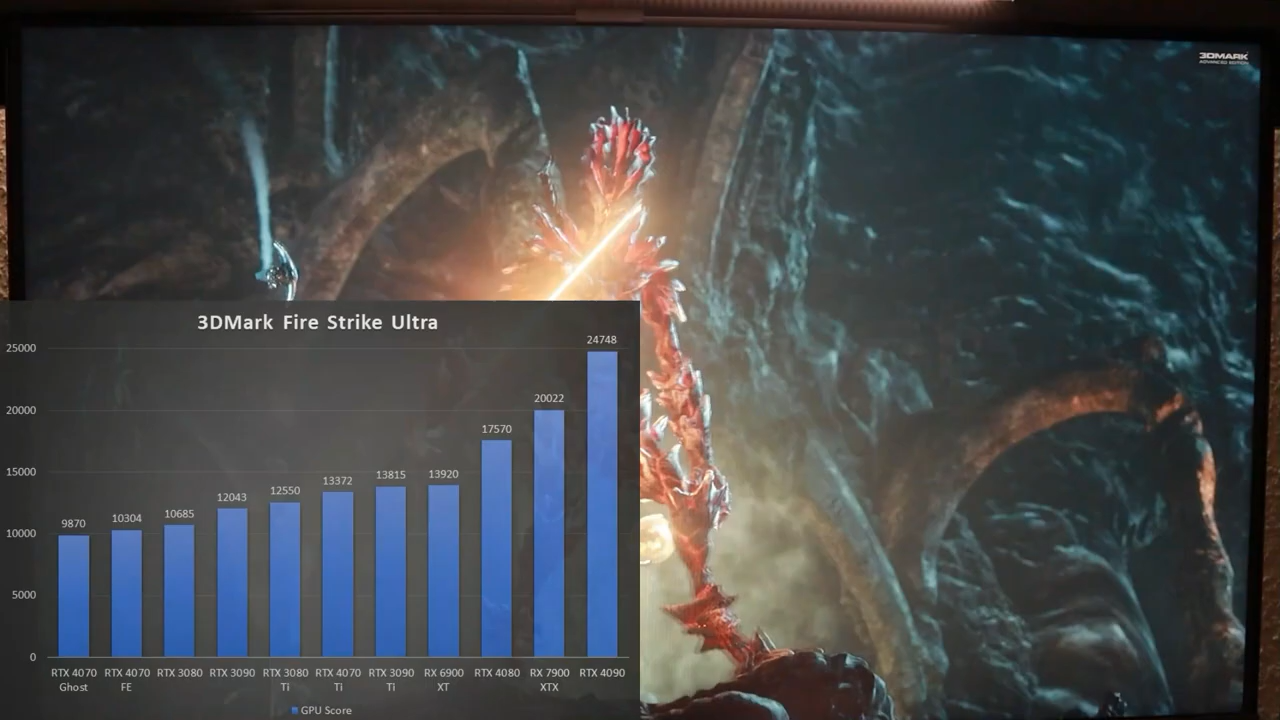 3DMARK
ADVANCED EDITION
3DMark Fire Strike Ultra
25000
20000
15000
10000
5000
0
9870
10304
10685
12043
12550
13372
13815
13920
17570
20022
24748
RTX 4070 Ghost
RTX 4070 FE
RTX 3080
RTX 3090
RTX 3080 Ti
RTX 4070 Ti
RTX 3090 Ti
RX 6900 XT
RTX 4080
RX 7900 XTX
RTX 4090
GPU Score